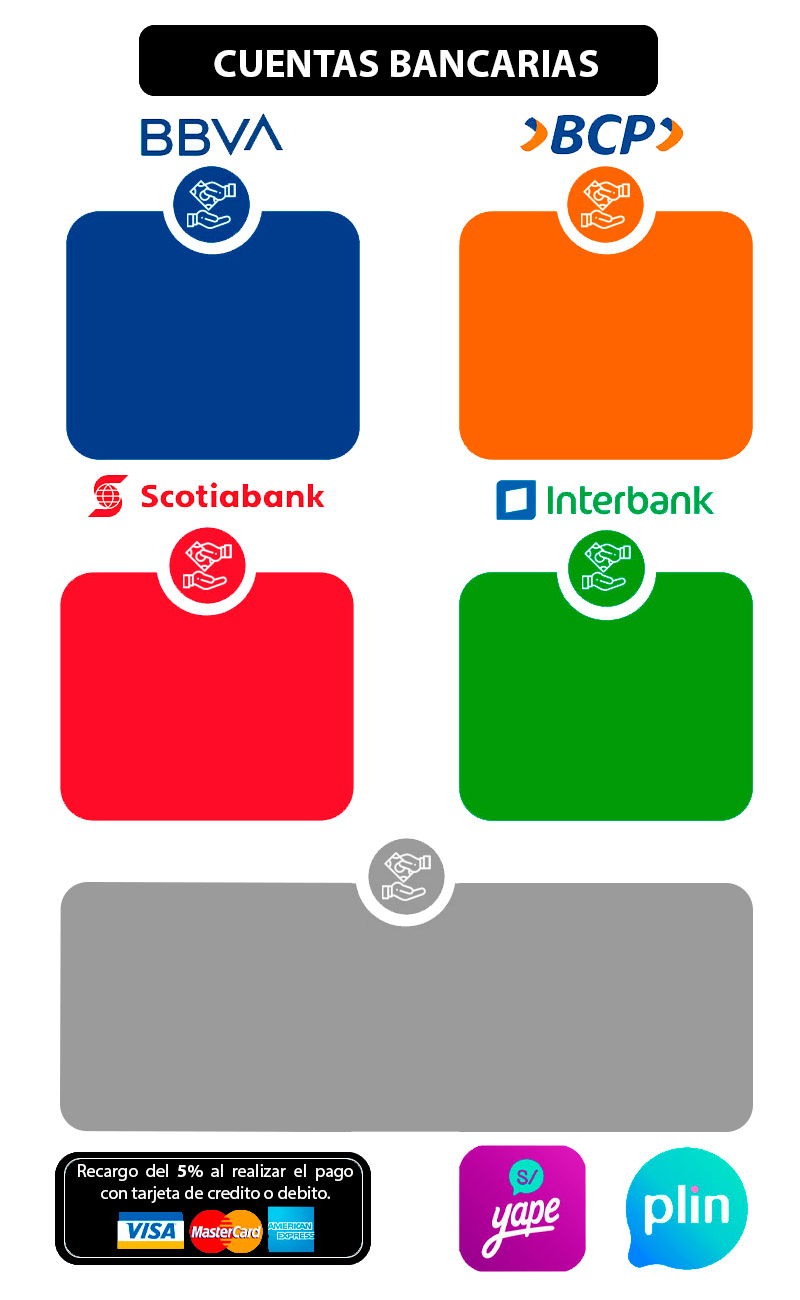 CUENTAS BANCARIAS
BBVA
BCP
Scotiabank
Interbank
Recargo del 5% al realizar el pago
con tarjeta de credito o debito.
VISA
MasterCard
AMERICAN
EXPRESS
S/
yape
plin